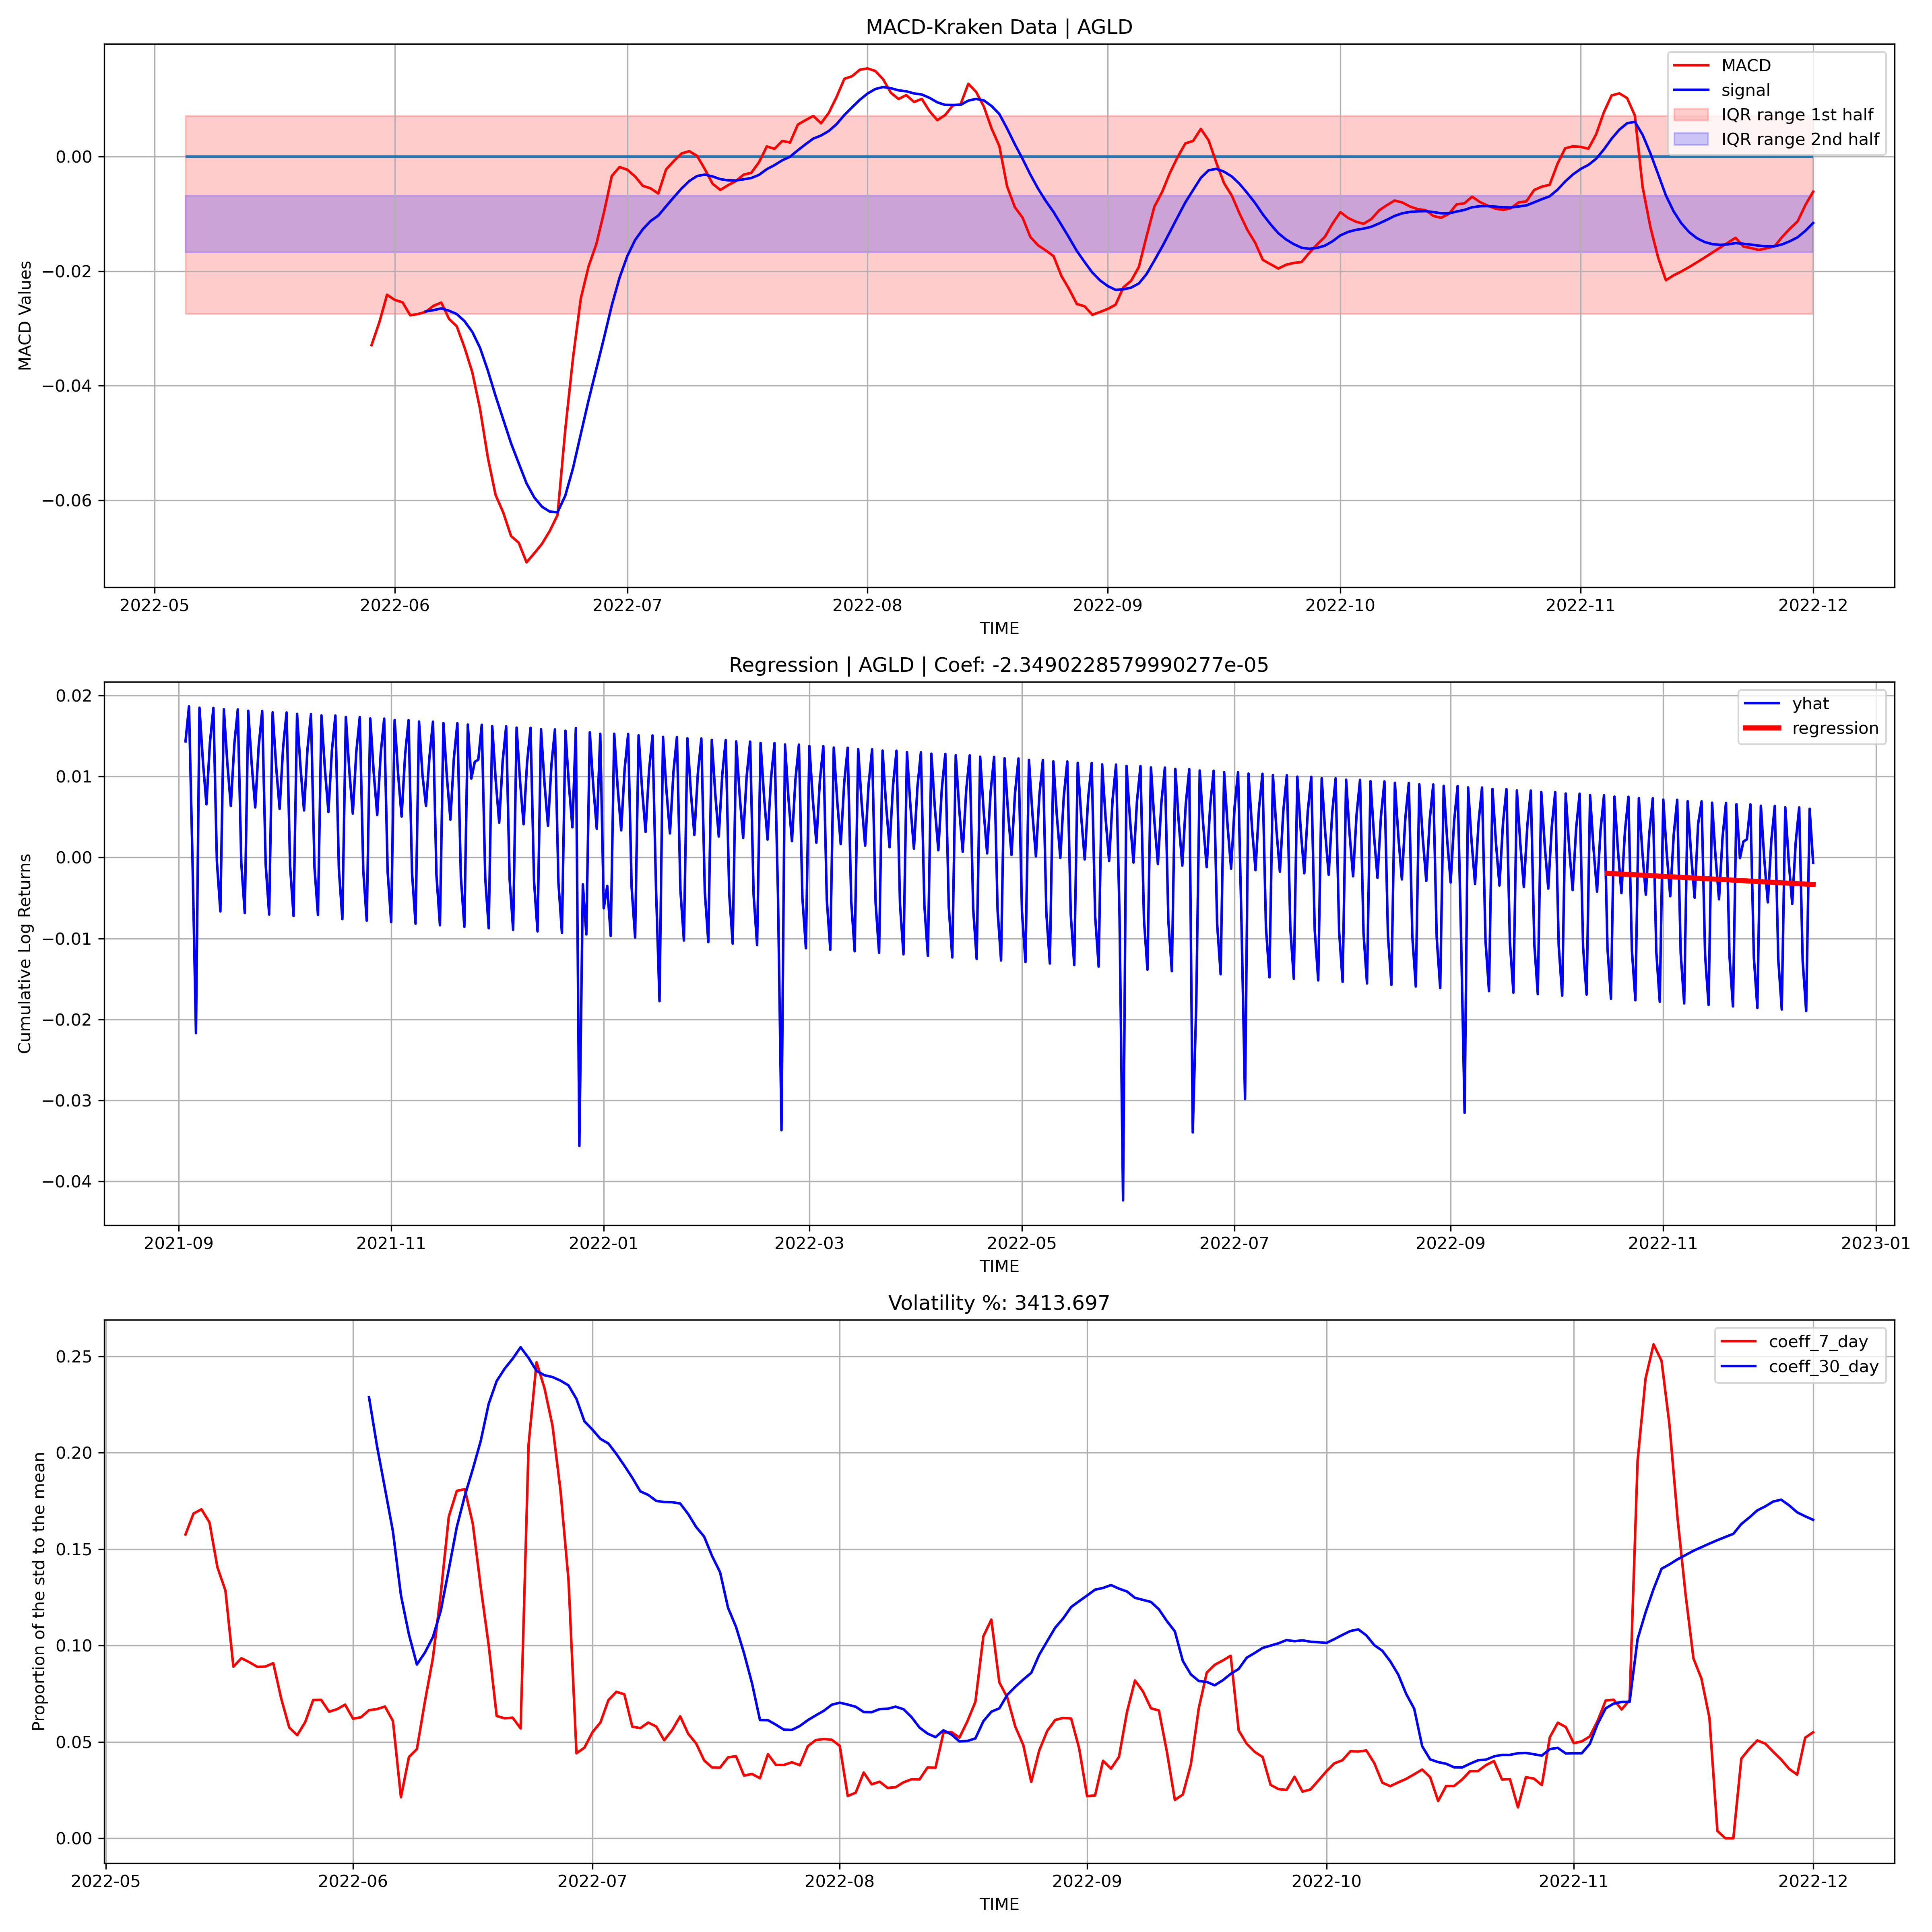 MACD-Kraken Data | AGLD
MACD
signal
IQR range 1st half
IQR range 2nd half
MACD Values
0.00
−0.02
−0.04
−0.06
2022-05 2022-06 2022-07 2022-08 2022-09 2022-10 2022-11 2022-12
TIME
Regression | AGLD | Coef: -2.3490228579990277e-05
yhat
regression
Cumulative Log Returns
0.02
0.01
0.00
−0.01
−0.02
−0.03
−0.04
2021-09 2021-11 2022-01 2022-03 2022-05 2022-07 2022-09 2022-11 2023-01
TIME
Volatility %: 3413.697
coeff_7_day
coeff_30_day
Proportion of the std to the mean
0.25
0.20
0.15
0.10
0.05
0.00
2022-05 2022-06 2022-07 2022-08 2022-09 2022-10 2022-11 2022-12
TIME